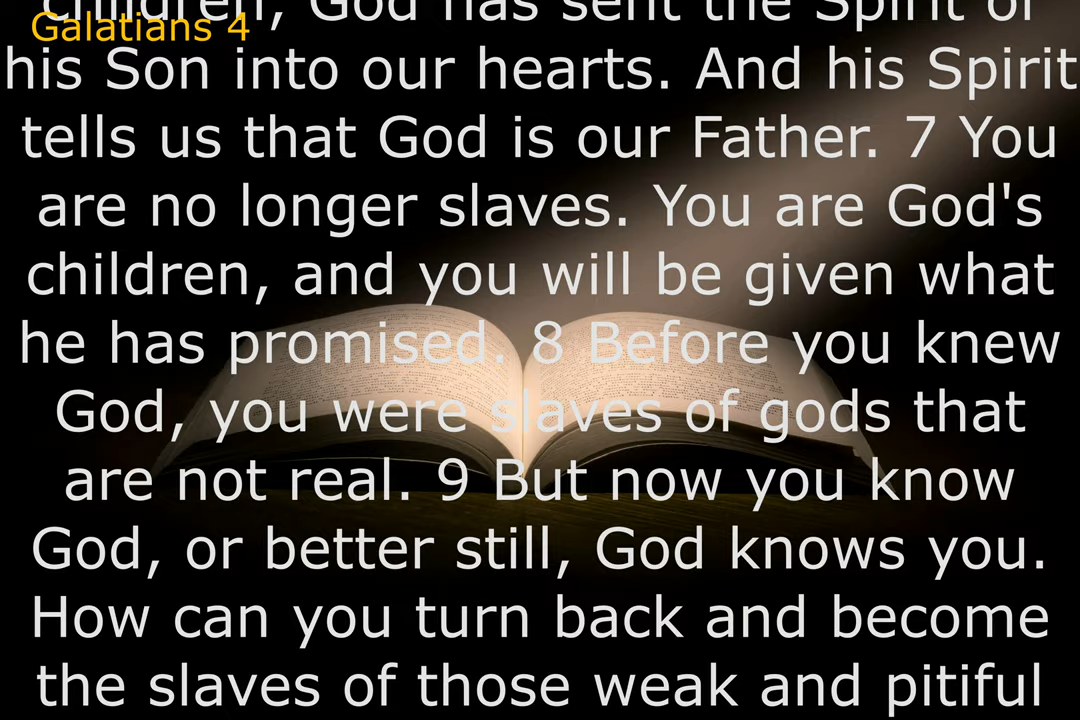 children, God has sent the Spirit of
Galatians 4
his Son into our hearts. And his Spirit
tells us that God is our Father. 7 You
are no longer slaves. You are God's
children, and you will be given what
he has promised. 8 Before you knew
God, you were slaves of gods that
are not real. 9 But now you know
God, or better still, God knows you.
How can you turn back and become
the slaves of those weak and pitiful